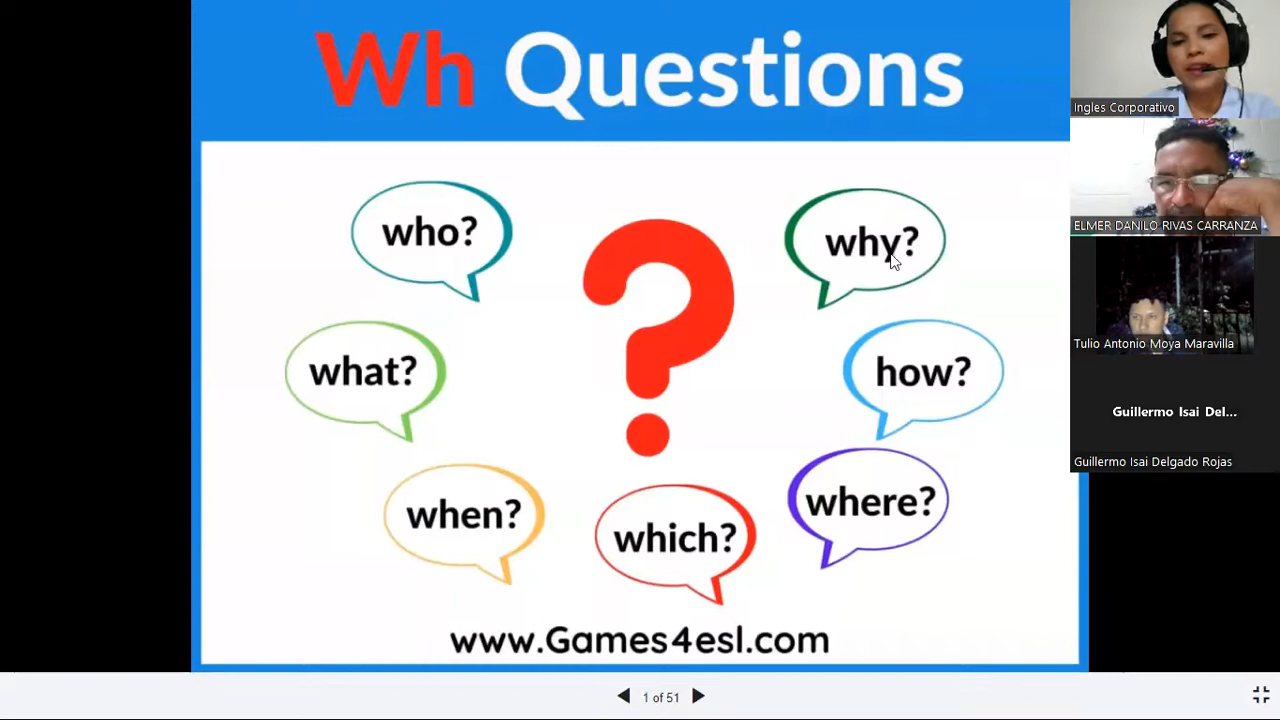 Wh Questions
who?
why?
what?
how?
when?
which?
where?
www.Games4esl.com
1 of 51
Ingles Corporativo
ELMER DANILO RIVAS CARRANZA
Tulio Antonio Moya Maravilla
Guillermo Isai Del...
Guillermo Isai Delgado Rojas